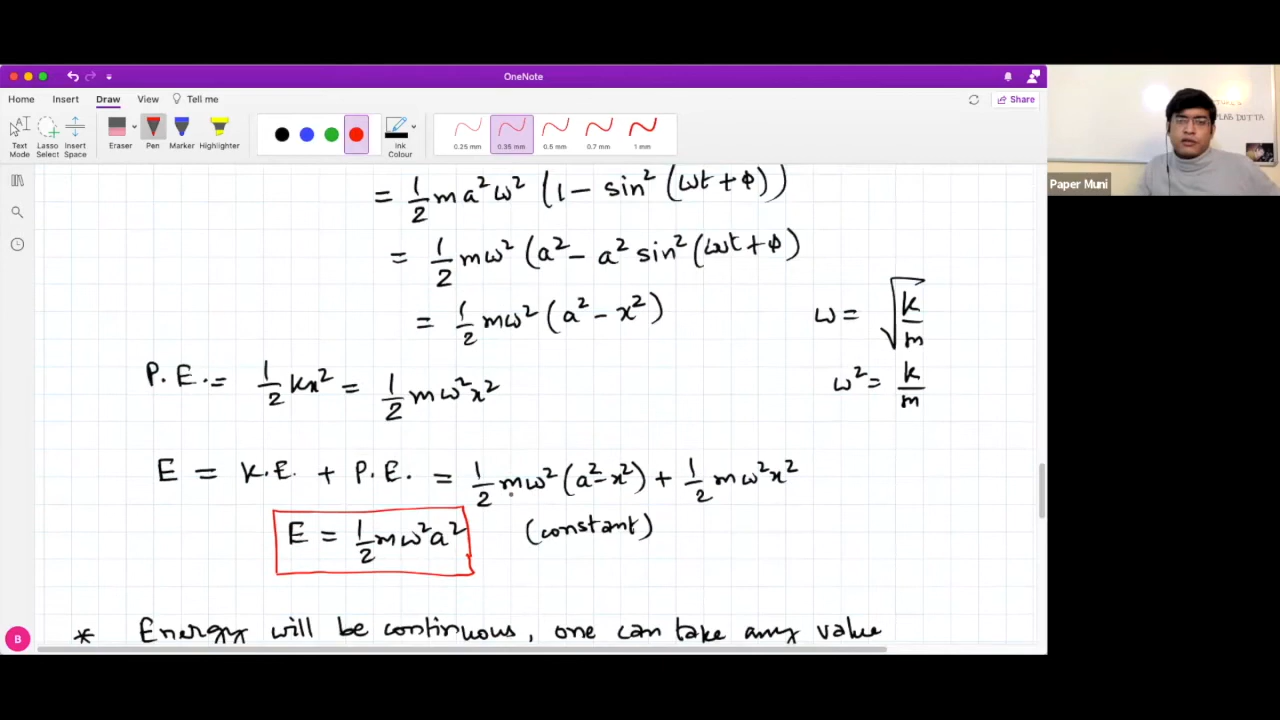 OneNote
Home Insert Draw View Tell me
Share
Text Mode Lasso Select Insert Space Eraser Pen Marker Highlighter 0.25 mm 0.35 mm 0.5 mm 0.7 mm 1 mm Ink Colour
DUTTA
Paper Muni
= 1/2 ma²ω² (1 − sin² (ωt + φ))
= 1/2 mω² (a² − a² sin² (ωt + φ)
= 1/2 mω² (a² − x²)
ω = √(k/m)
P.E. = 1/2 kx² = 1/2 mω²x²
ω² = k/m
E = K.E. + P.E. = 1/2 mω² (a² − x²) + 1/2 mω²x²
E = 1/2 mω²a² (constant)
B
* Energy will be continuous, one can take any value